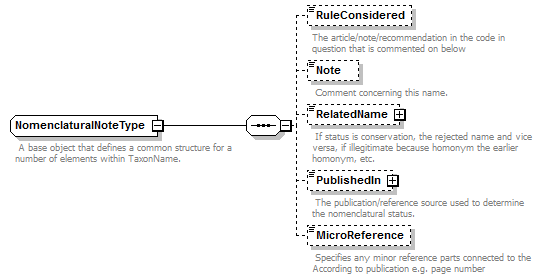 RuleConsidered
The article/note/recommendation in the code in
question that is commented on below
Note
Comment concerning this name.
NomenclaturalNoteType
A base object that defines a common structure for a
number of elements within TaxonName.
RelatedName
If status is conservation, the rejected name and vice
versa, if illegitimate because homonym the earlier
homonym, etc.
PublishedIn
The publication/reference source used to determine
the nomenclatural status.
MicroReference
Specifies any minor reference parts connected to the
According to publication e.g. page number